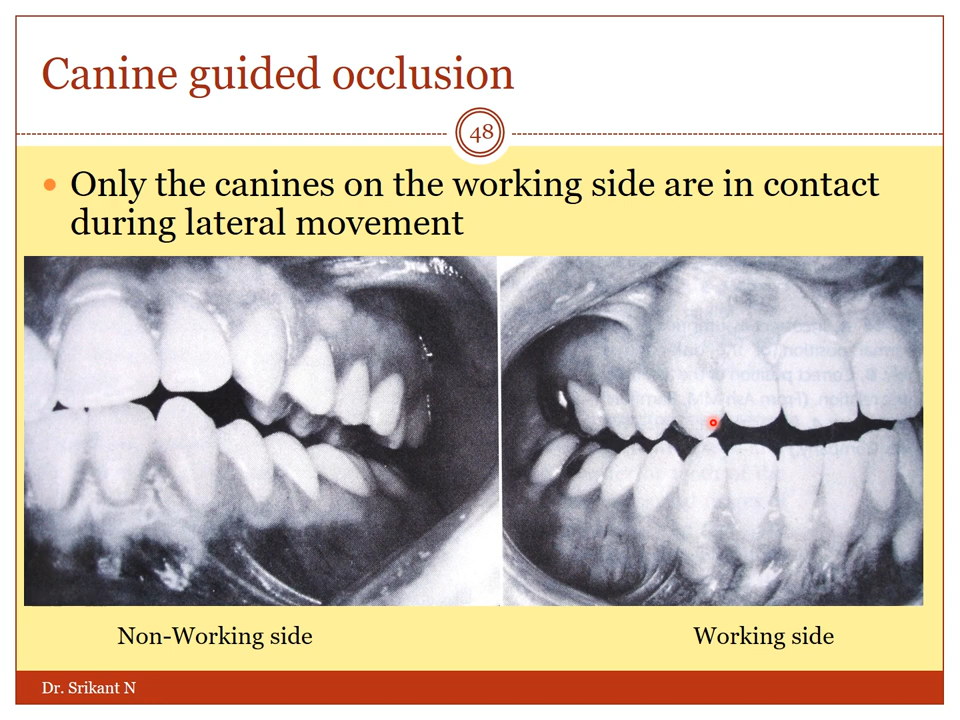 Canine guided occlusion
48
Only the canines on the working side are in contact
during lateral movement
Non-Working side
Working side
Dr. Srikant N